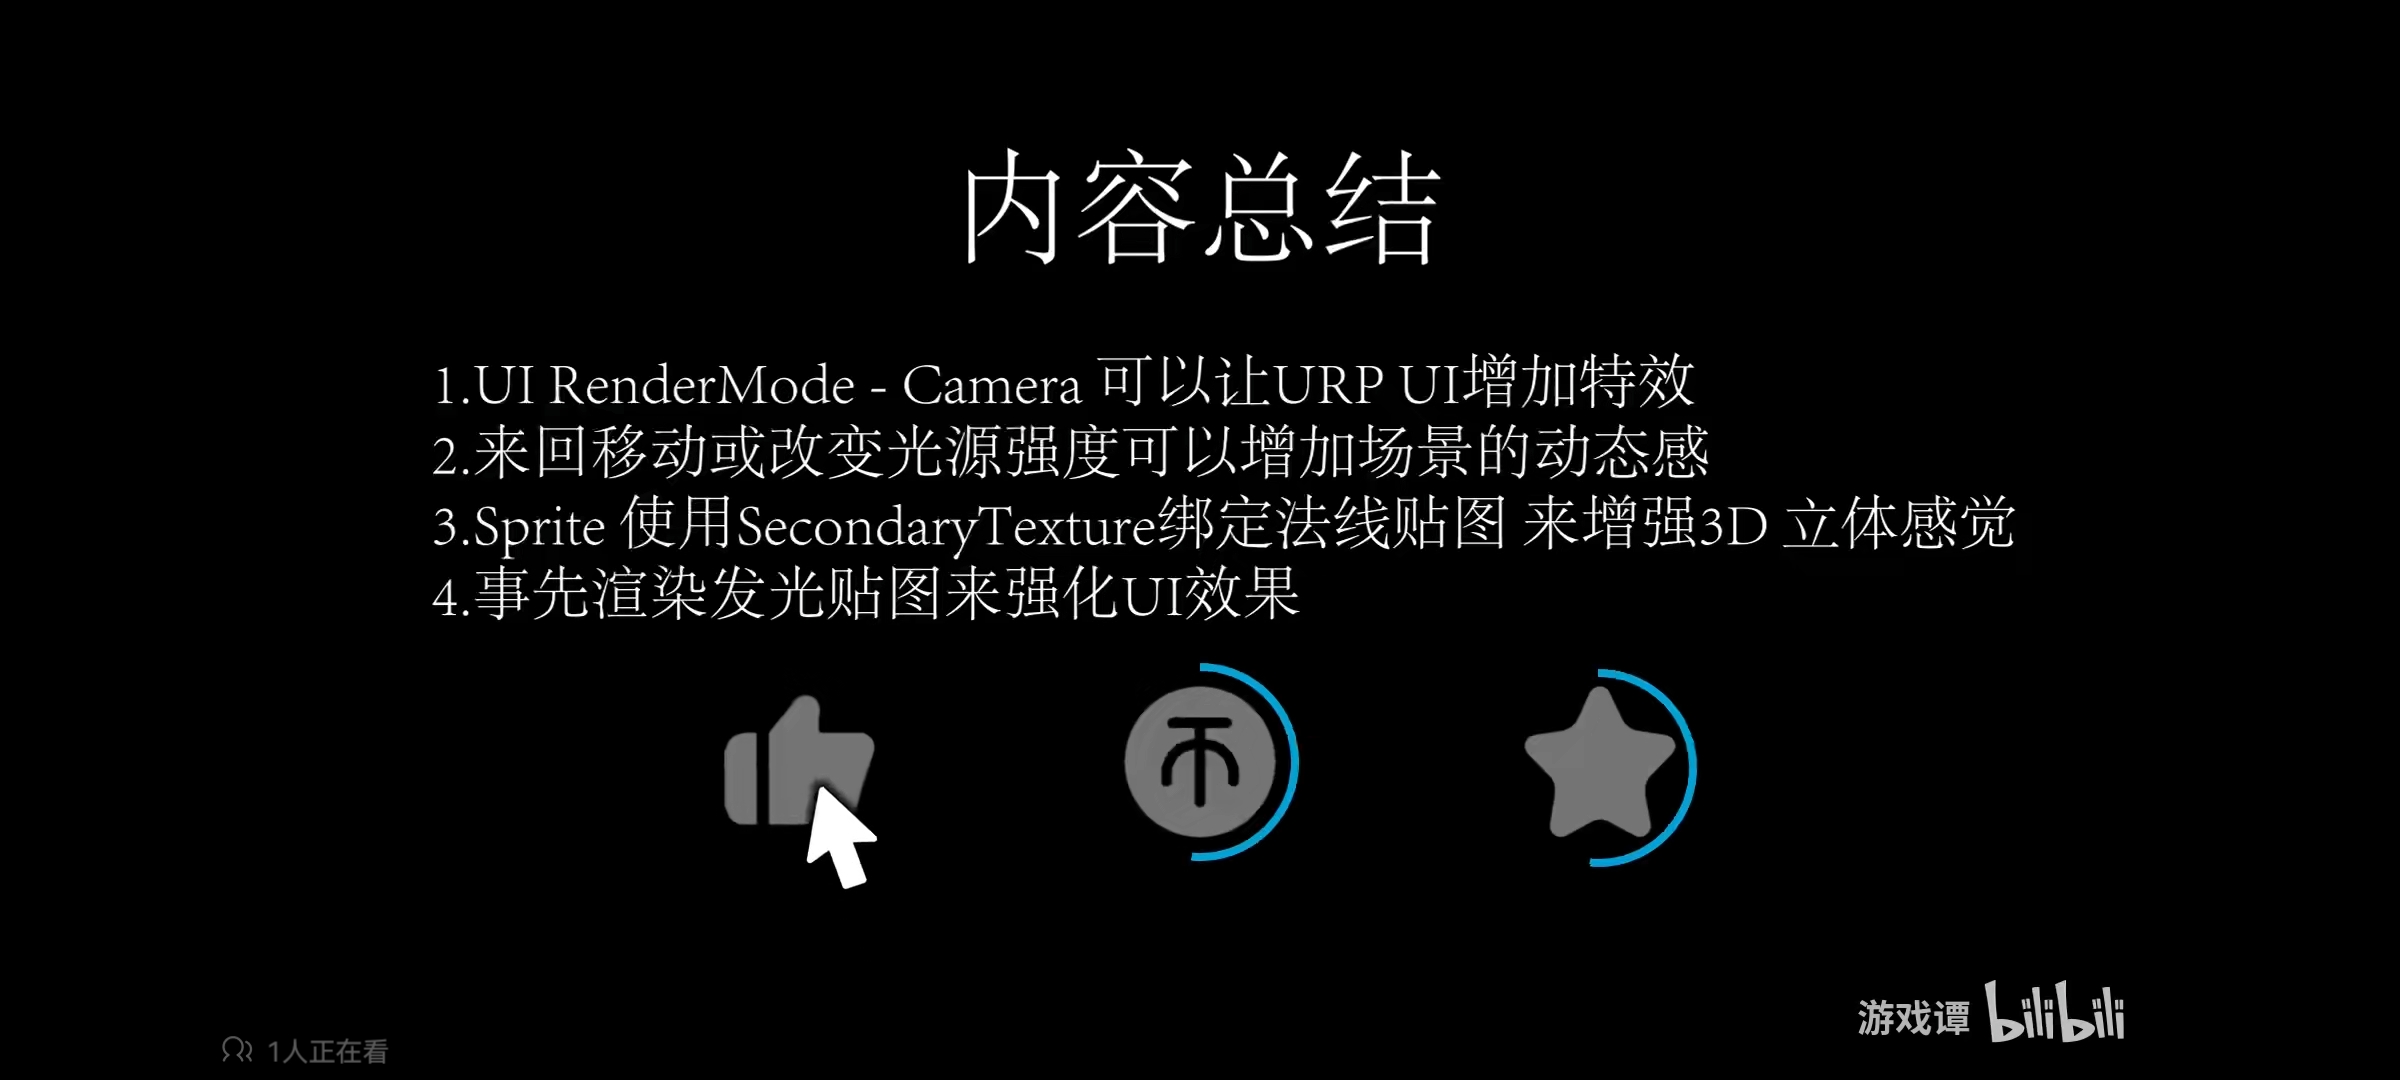 内容总结
1.UI RenderMode - Camera 可以让URP UI增加特效
2.来回移动或改变光源强度可以增加场景的动态感
3.Sprite 使用SecondaryTexture绑定法线贴图 来增强3D 立体感觉
4.事先渲染发光贴图来强化UI效果
游戏谭 bilibili
1人正在看